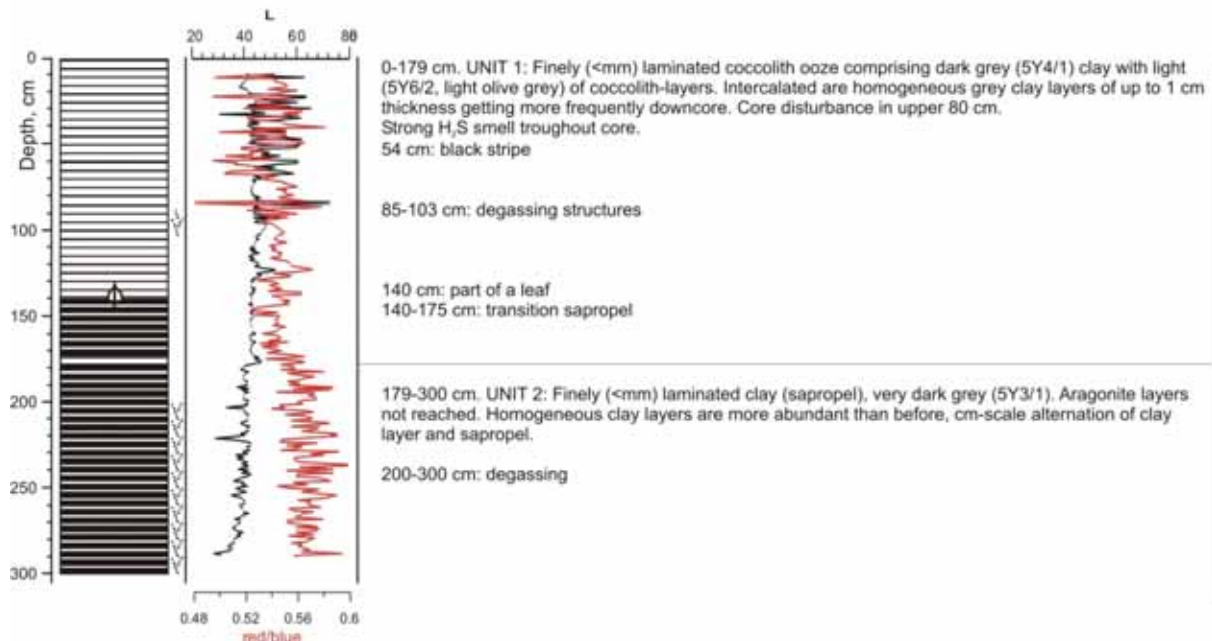 L
20 40 60 80
0
50
100
150
200
250
300
Depth, cm
0-179 cm. UNIT 1: Finely (<mm) laminated coccolith ooze comprising dark grey (5Y4/1) clay with light
(5Y6/2, light olive grey) of coccolith-layers. Intercalated are homogeneous grey clay layers of up to 1 cm
thickness getting more frequently downcore. Core disturbance in upper 80 cm.
Strong H₂S smell troughout core.
54 cm: black stripe
85-103 cm: degassing structures
140 cm: part of a leaf
140-175 cm: transition sapropel
179-300 cm. UNIT 2: Finely (<mm) laminated clay (sapropel), very dark grey (5Y3/1). Aragonite layers
not reached. Homogeneous clay layers are more abundant than before, cm-scale alternation of clay
layer and sapropel.
200-300 cm: degassing
0.48 0.52 0.56 0.6
red/blue